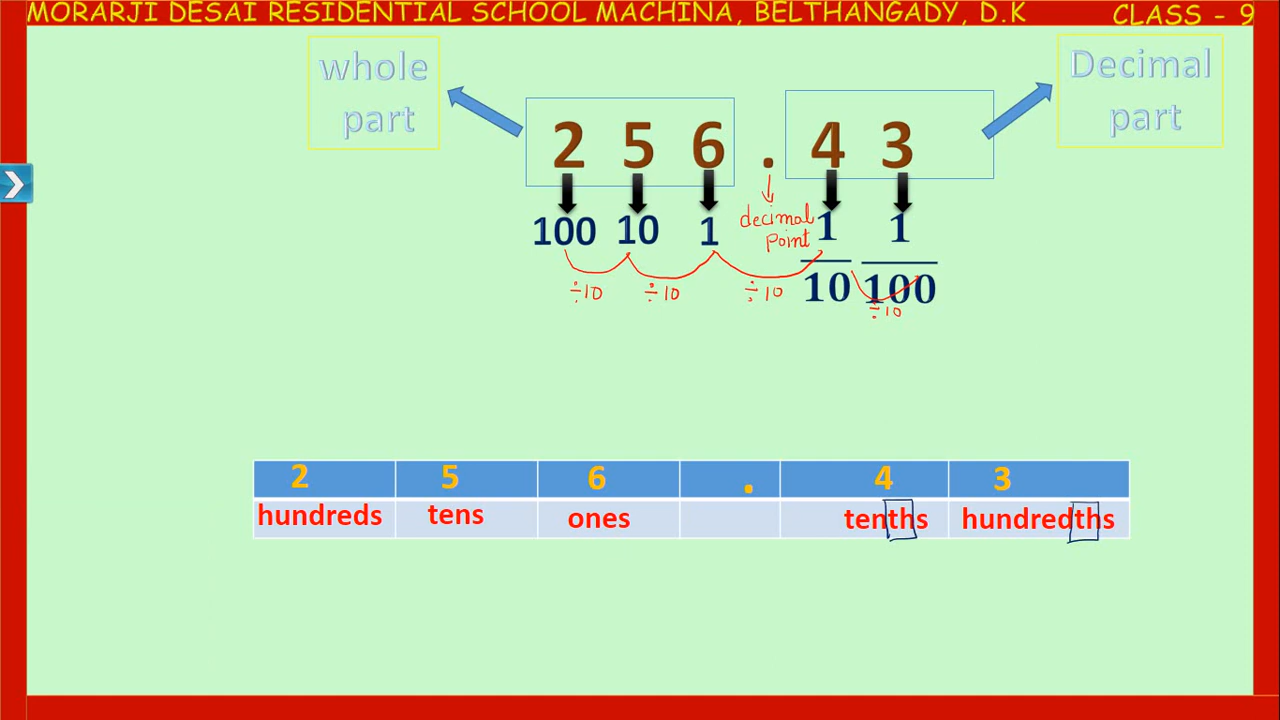 MORARJI DESAI RESIDENTIAL SCHOOL MACHINA, BELTHANGADY, D.K CLASS - 9
whole
part
Decimal
part
2 5 6 . 4 3
100 10 1 1/10 1/100
decimal
point
÷10 ÷10 ÷10 ÷10
2 5 6 . 4 3
hundreds tens ones tenths hundredths